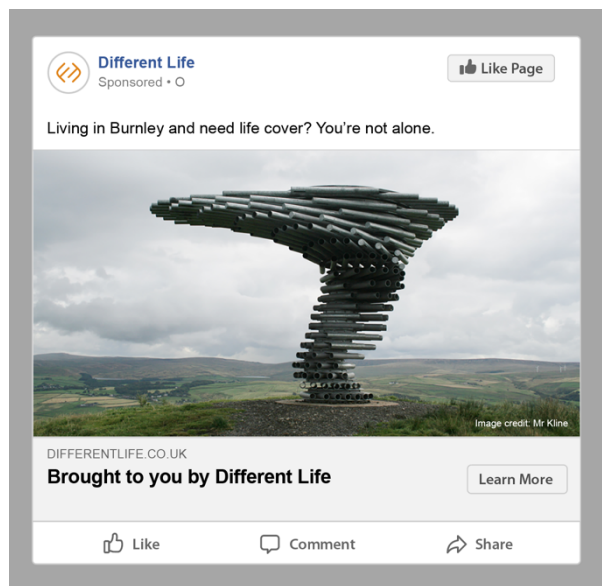 Different Life
Like Page
Sponsored • O
Living in Burnley and need life cover? You’re not alone.
Image credit: Mr Kline
DIFFERENTLIFE.CO.UK
Brought to you by Different Life
Learn More
Like Comment Share